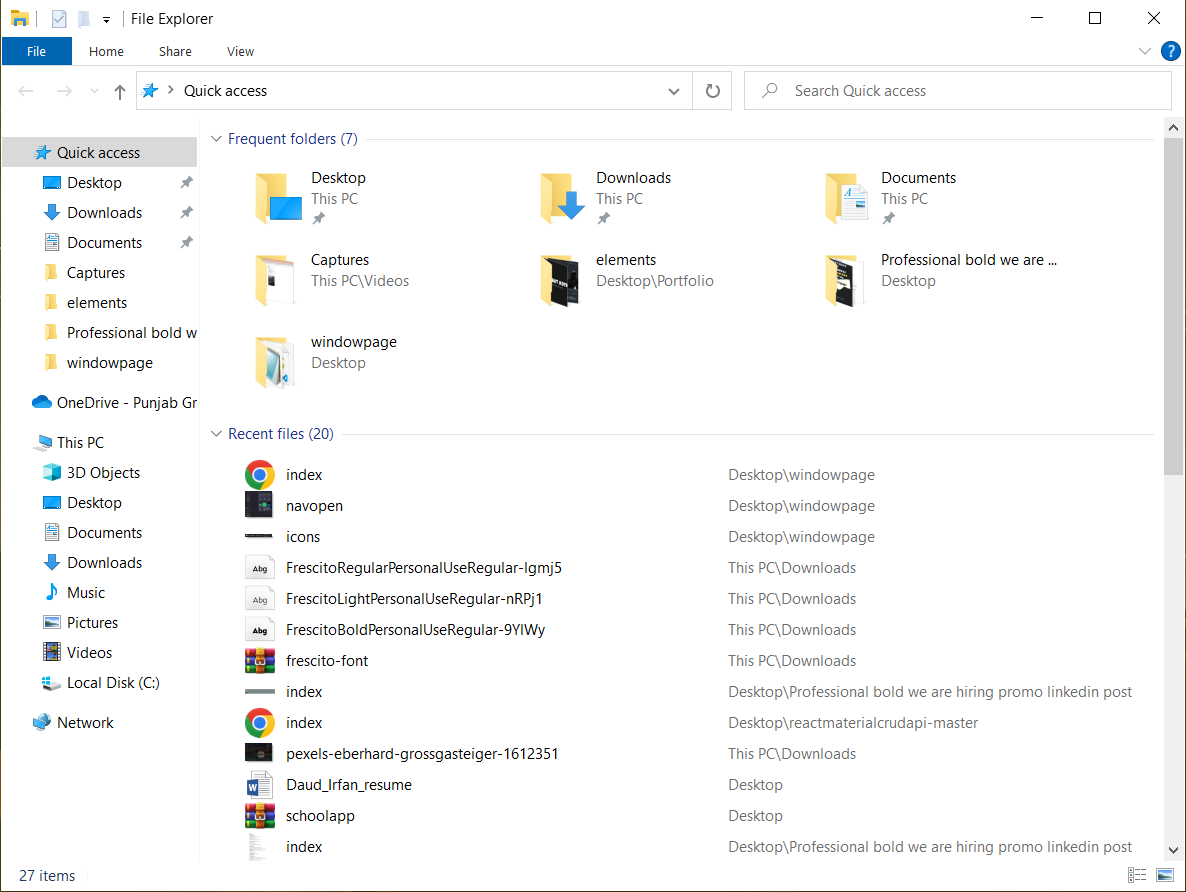 File Explorer
File Home Share View
Quick access
Search Quick access
Quick access
Desktop
Downloads
Documents
Captures
elements
Professional bold w
windowpage
OneDrive - Punjab Gr
This PC
3D Objects
Desktop
Documents
Downloads
Music
Pictures
Videos
Local Disk (C:)
Network
Frequent folders (7)
Desktop
This PC
Downloads
This PC
Documents
This PC
Captures
This PC\Videos
elements
Desktop\Portfolio
Professional bold we are ...
Desktop
windowpage
Desktop
Recent files (20)
index Desktop\windowpage
navopen Desktop\windowpage
icons Desktop\windowpage
Abg FrescitoRegularPersonalUseRegular-lgmj5 This PC\Downloads
Abg FrescitoLightPersonalUseRegular-nRPj1 This PC\Downloads
Abg FrescitoBoldPersonalUseRegular-9YlWy This PC\Downloads
frescito-font This PC\Downloads
index Desktop\Professional bold we are hiring promo linkedin post
index Desktop\reactmaterialcrudapi-master
pexels-eberhard-grossgasteiger-1612351 This PC\Downloads
Daud_Irfan_resume Desktop
schoolapp Desktop
index Desktop\Professional bold we are hiring promo linkedin post
27 items